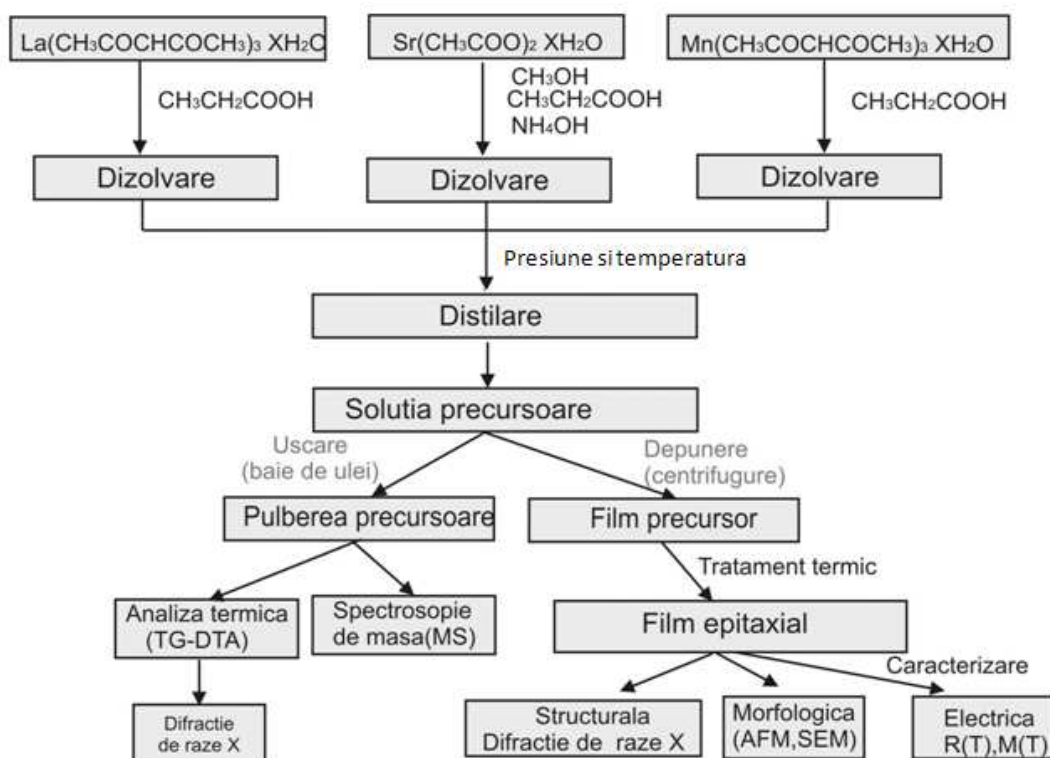 La(CH₃COCHCOCH₃)₃ XH₂O
Sr(CH₃COO)₂ XH₂O
Mn(CH₃COCHCOCH₃)₃ XH₂O
CH₃CH₂COOH
CH₃OH
CH₃CH₂COOH
NH₄OH
CH₃CH₂COOH
Dizolvare
Dizolvare
Dizolvare
Presiune si temperatura
Distilare
Solutia precursoare
Uscare
(baie de ulei)
Depunere
(centrifugure)
Pulberea precursoare
Film precursor
Tratament termic
Analiza termica
(TG-DTA)
Spectrosopie
de masa(MS)
Film epitaxial
Caracterizare
Difractie
de raze X
Structurala
Difractie de raze X
Morfologica
(AFM,SEM)
Electrica
R(T),M(T)